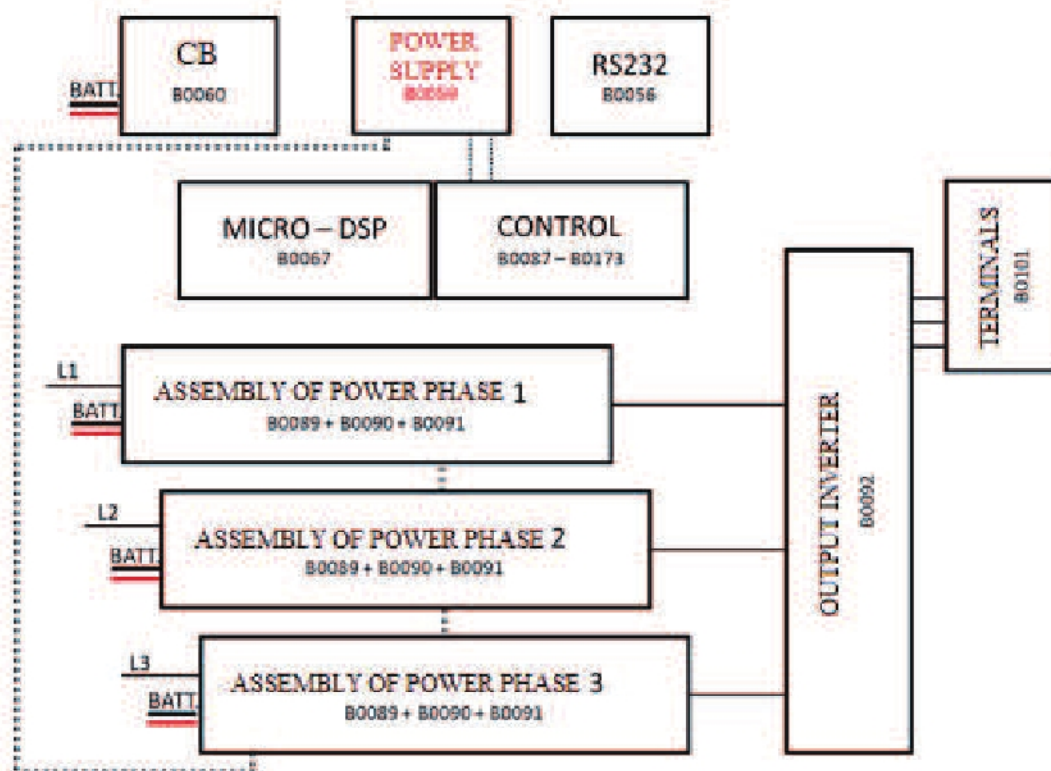 CB
B0060
BATT.
POWER
SUPPLY
RS232
B0056
MICRO – DSP
B0067
CONTROL
B0087 – B0173
TERMINALS
B0101
L1
BATT.
ASSEMBLY OF POWER PHASE 1
B0089 + B0090 + B0091
L2
BATT.
ASSEMBLY OF POWER PHASE 2
B0089 + B0090 + B0091
L3
BATT.
ASSEMBLY OF POWER PHASE 3
B0089 + B0090 + B0091
OUTPUT INVERTER
B0092